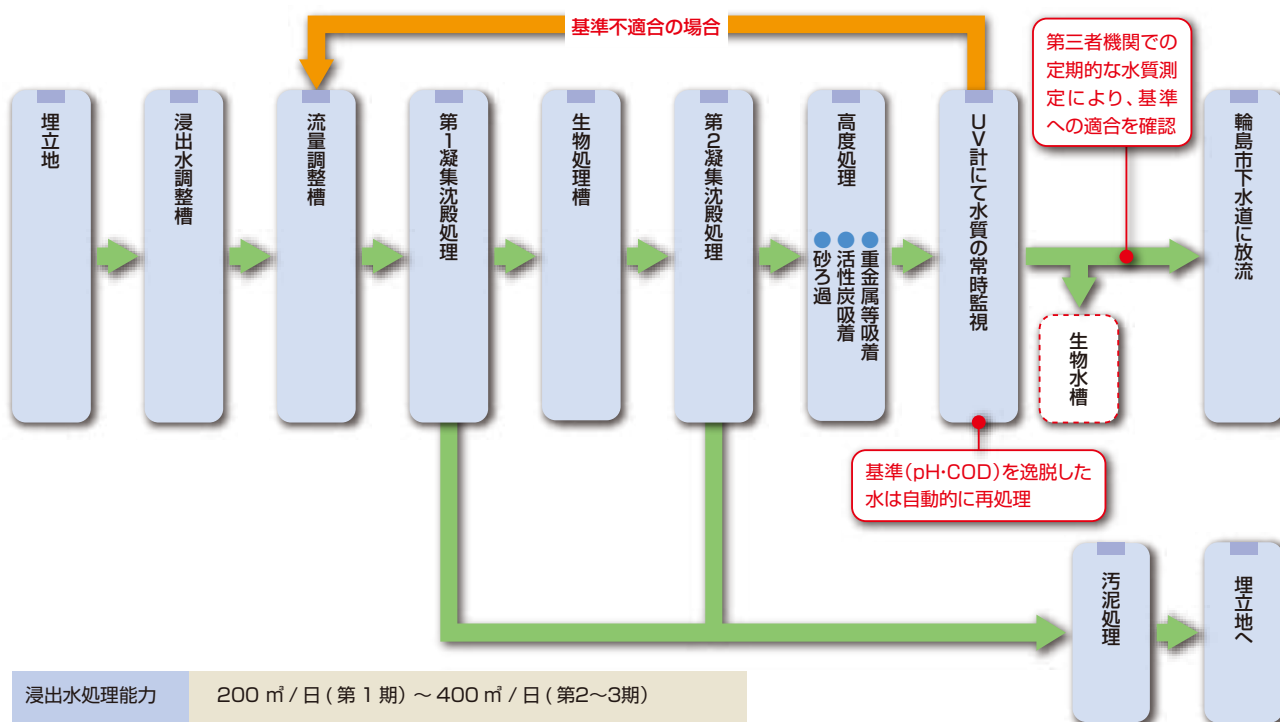 基準不適合の場合
第三者機関での
定期的な水質測
定により、基準
への適合を確認
埋立地
浸出水調整槽
流量調整槽
第1凝集沈殿処理
生物処理槽
第2凝集沈殿処理
高度処理
●重金属等吸着
●活性炭吸着
●砂ろ過
UV計にて水質の常時監視
輪島市下水道に放流
生物水槽
基準(pH・COD)を逸脱した
水は自動的に再処理
汚泥処理
埋立地へ
浸出水処理能力 200 ㎥ / 日 ( 第 1 期) ～ 400 ㎥ / 日 ( 第2～3期)